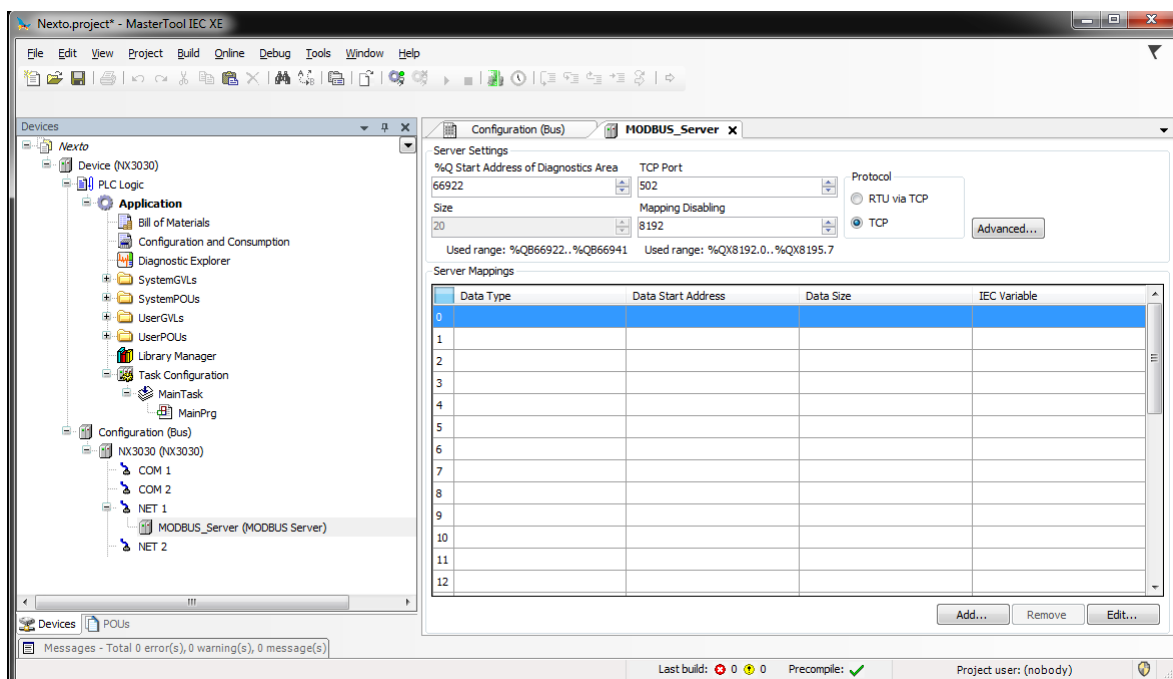 Nexto.project* - MasterTool IEC XE
File Edit View Project Build Online Debug Tools Window Help
Devices
Nexto
Device (NX3030)
PLC Logic
Application
Bill of Materials
Configuration and Consumption
Diagnostic Explorer
SystemGVLs
SystemPOUs
UserGVLs
UserPOUs
Library Manager
Task Configuration
MainTask
MainPrg
Configuration (Bus)
NX3030 (NX3030)
COM 1
COM 2
NET 1
MODBUS_Server (MODBUS Server)
NET 2
Devices POUs
Configuration (Bus) MODBUS_Server
Server Settings
%Q Start Address of Diagnostics Area TCP Port
66922 502
Size Mapping Disabling
20 8192
Used range: %QB66922..%QB66941 Used range: %QX8192.0..%QX8195.7
Protocol
RTU via TCP
TCP
Advanced...
Server Mappings
Data Type Data Start Address Data Size IEC Variable
0
1
2
3
4
5
6
7
8
9
10
11
12
Add... Remove Edit...
Messages - Total 0 error(s), 0 warning(s), 0 message(s)
Last build: 0 0 Precompile: Project user: (nobody)